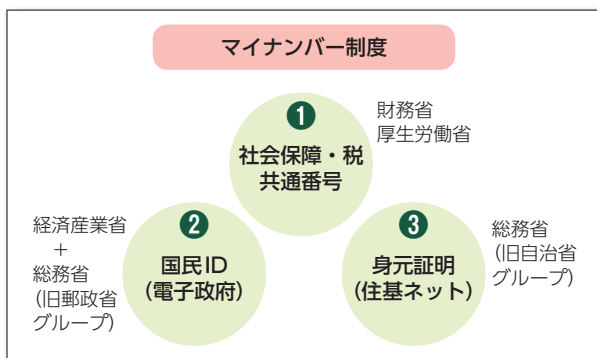 マイナンバー制度
❶
社会保障・税
共通番号
財務省
厚生労働省
❷
国民ID
（電子政府）
経済産業省
＋
総務省
（旧郵政省
グループ）
❸
身元証明
（住基ネット）
総務省
（旧自治省
グループ）